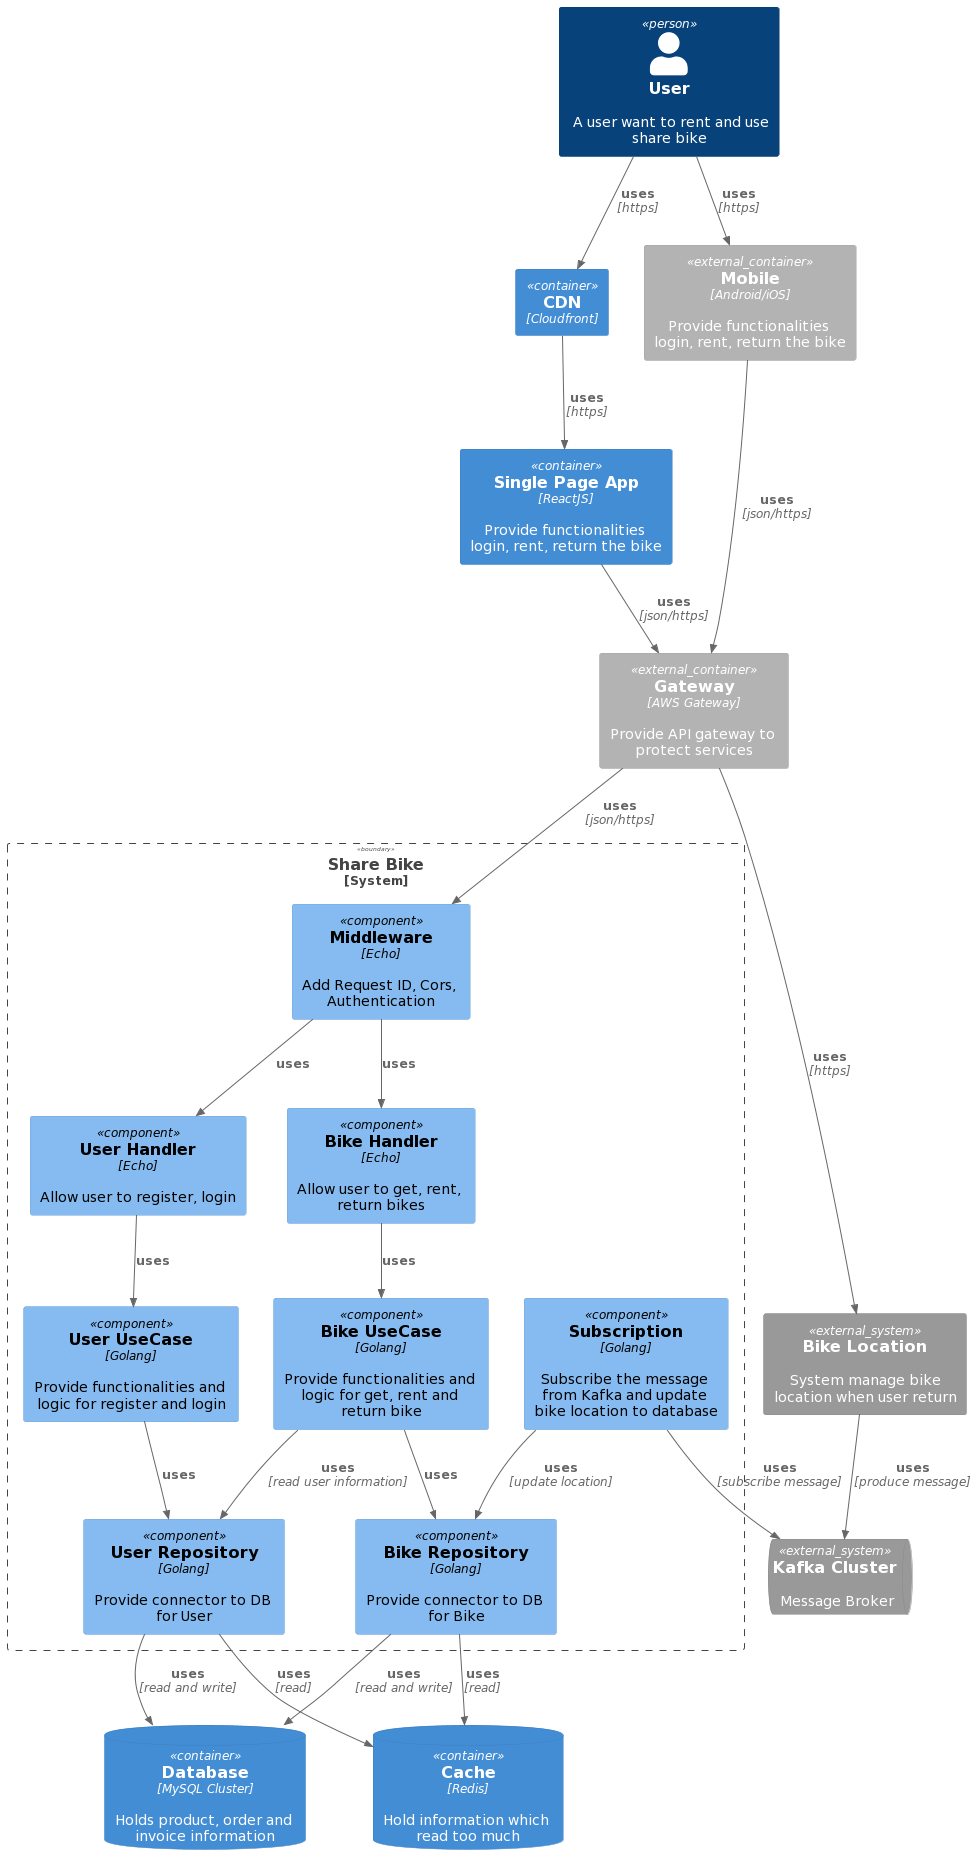 «person»
User
A user want to rent and use
share bike
uses
[https]
uses
[https]
«external_container»
Mobile
[Android/iOS]
Provide functionalities
login, rent, return the bike
«container»
CDN
[Cloudfront]
uses
[https]
«container»
Single Page App
[ReactJS]
Provide functionalities
login, rent, return the bike
uses
[json/https]
uses
[json/https]
«external_container»
Gateway
[AWS Gateway]
Provide API gateway to
protect services
uses
[json/https]
«boundary»
Share Bike
[System]
«component»
Middleware
[Echo]
Add Request ID, Cors,
Authentication
uses
uses
uses
[https]
«component»
User Handler
[Echo]
Allow user to register, login
«component»
Bike Handler
[Echo]
Allow user to get, rent,
return bikes
uses
uses
«component»
User UseCase
[Golang]
Provide functionalities and
logic for register and login
«component»
Bike UseCase
[Golang]
Provide functionalities and
logic for get, rent and
return bike
«component»
Subscription
[Golang]
Subscribe the message
from Kafka and update
bike location to database
«external_system»
Bike Location
System manage bike
location when user return
uses
uses
[read user information]
uses
uses
[update location]
uses
[subscribe message]
uses
[produce message]
«component»
User Repository
[Golang]
Provide connector to DB
for User
«component»
Bike Repository
[Golang]
Provide connector to DB
for Bike
«external_system»
Kafka Cluster
Message Broker
uses
[read and write]
uses
[read]
uses
[read and write]
uses
[read]
«container»
Database
[MySQL Cluster]
Holds product, order and
invoice information
«container»
Cache
[Redis]
Hold information which
read too much